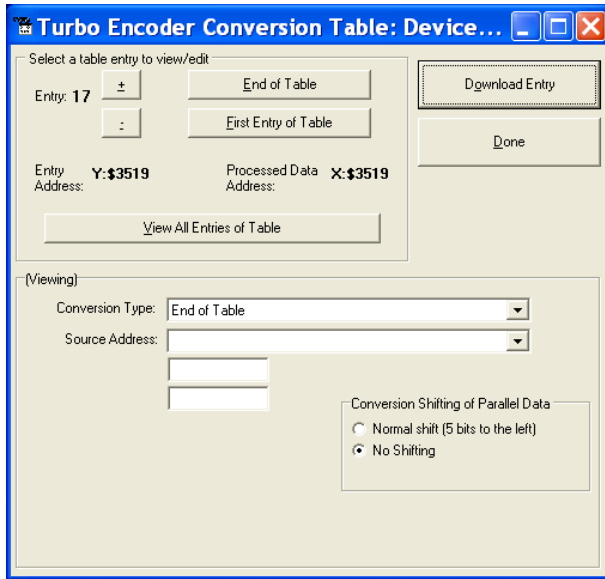 Turbo Encoder Conversion Table: Device...
Select a table entry to view/edit
Entry: 17
+
End of Table
Download Entry
-
First Entry of Table
Done
Entry Address: Y:$3519
Processed Data Address: X:$3519
View All Entries of Table
(Viewing)
Conversion Type: End of Table
Source Address:
Conversion Shifting of Parallel Data
Normal shift (5 bits to the left)
No Shifting